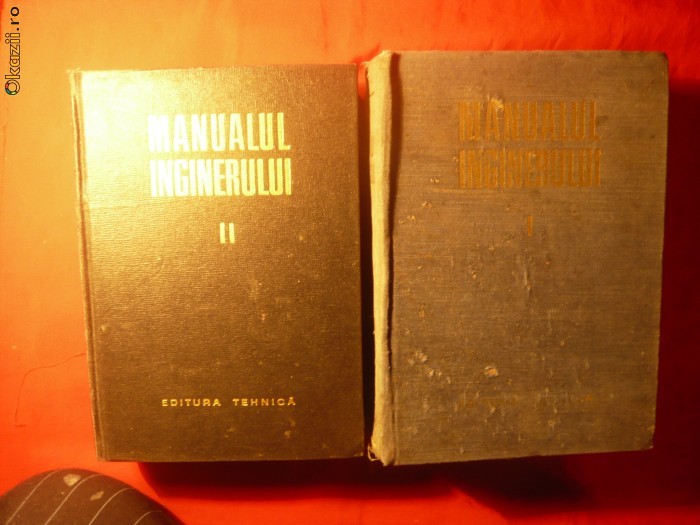 Okazii.ro
MANUALUL
INGINERULUI
II
EDITURA TEHNICĂ
MANUALUL
INGINERULUI
I